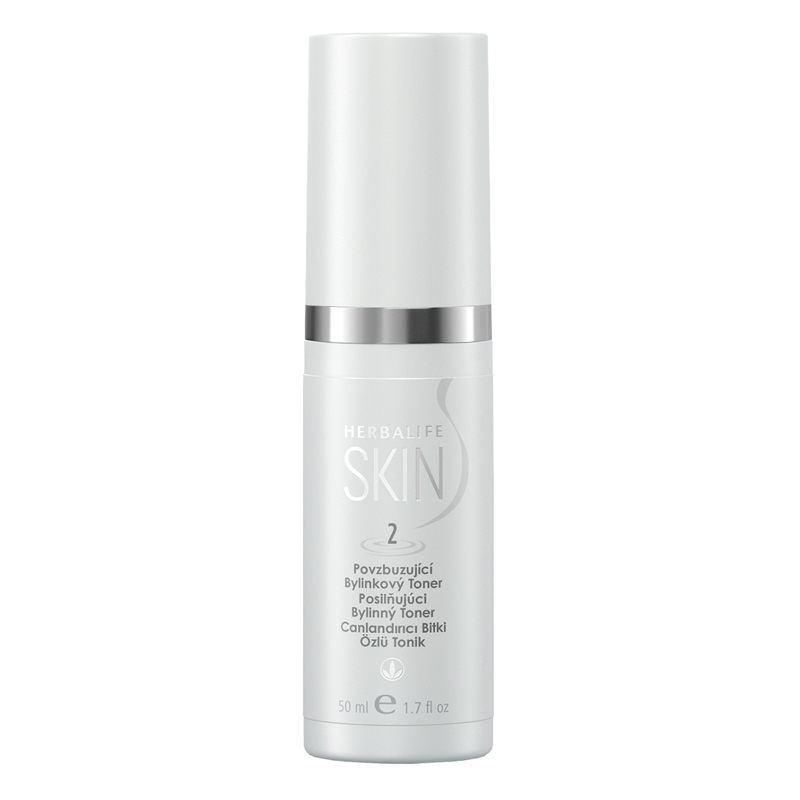 HERBALIFE
SKIN
2
Povzbuzující
Bylinkový Toner
Posilňujúci
Bylinný Toner
Canlandırıcı Bitki
Özlü Tonik
50 ml e 1.7 fl oz